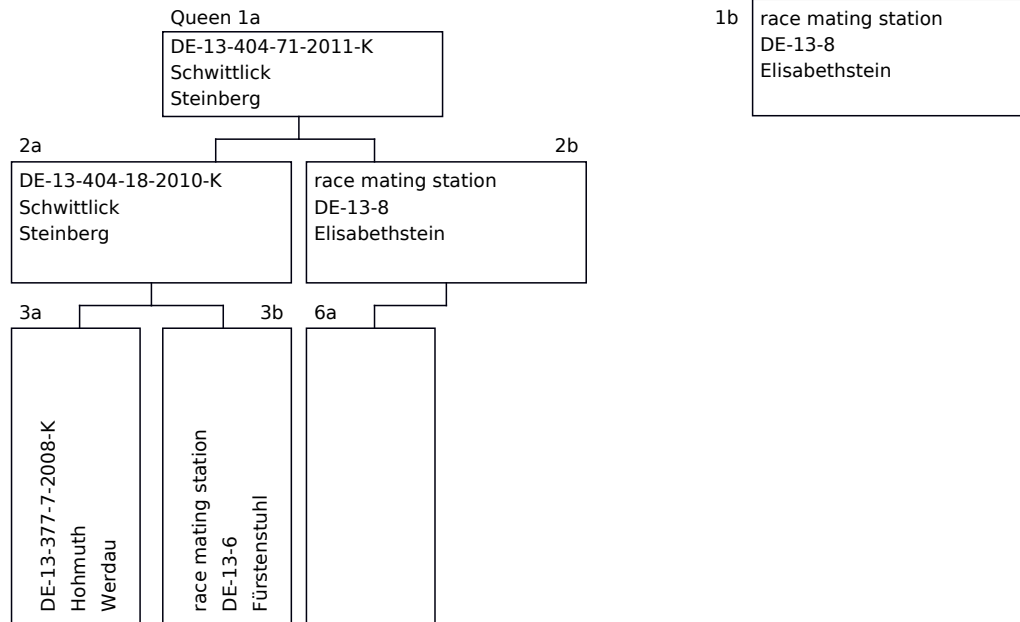 Queen 1a
DE-13-404-71-2011-K
Schwittlick
Steinberg
1b
race mating station
DE-13-8
Elisabethstein
2a
DE-13-404-18-2010-K
Schwittlick
Steinberg
2b
race mating station
DE-13-8
Elisabethstein
3a
DE-13-377-7-2008-K
Hohmuth
Werdau
3b
race mating station
DE-13-6
Fürstenstuhl
6a